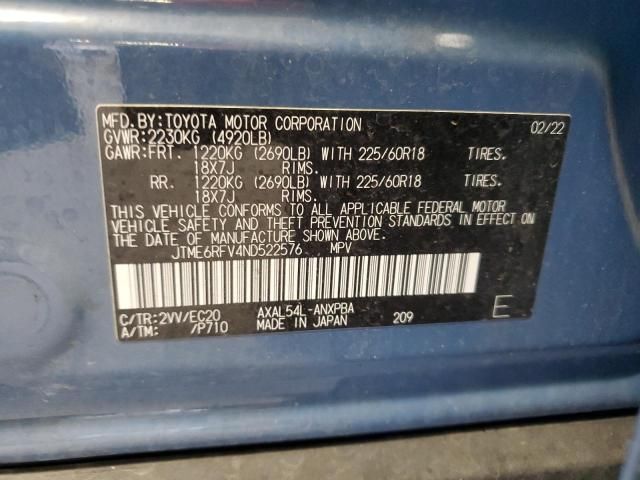 MFD.BY:TOYOTA MOTOR CORPORATION 02/22
GVWR:2230KG (4920LB)
GAWR:FRT. 1220KG (2690LB) WITH 225/60R18 TIRES.
18X7J RIMS.
RR. 1220KG (2690LB) WITH 225/60R18 TIRES.
18X7J RIMS.
THIS VEHICLE CONFORMS TO ALL APPLICABLE FEDERAL MOTOR
VEHICLE SAFETY AND THEFT PREVENTION STANDARDS IN EFFECT ON
THE DATE OF MANUFACTURE SHOWN ABOVE.
JTME6RFV4ND522576 MPV
C/TR:2VV/EC20 AXAL54L-ANXPBA E
A/TM: /P710 MADE IN JAPAN 209